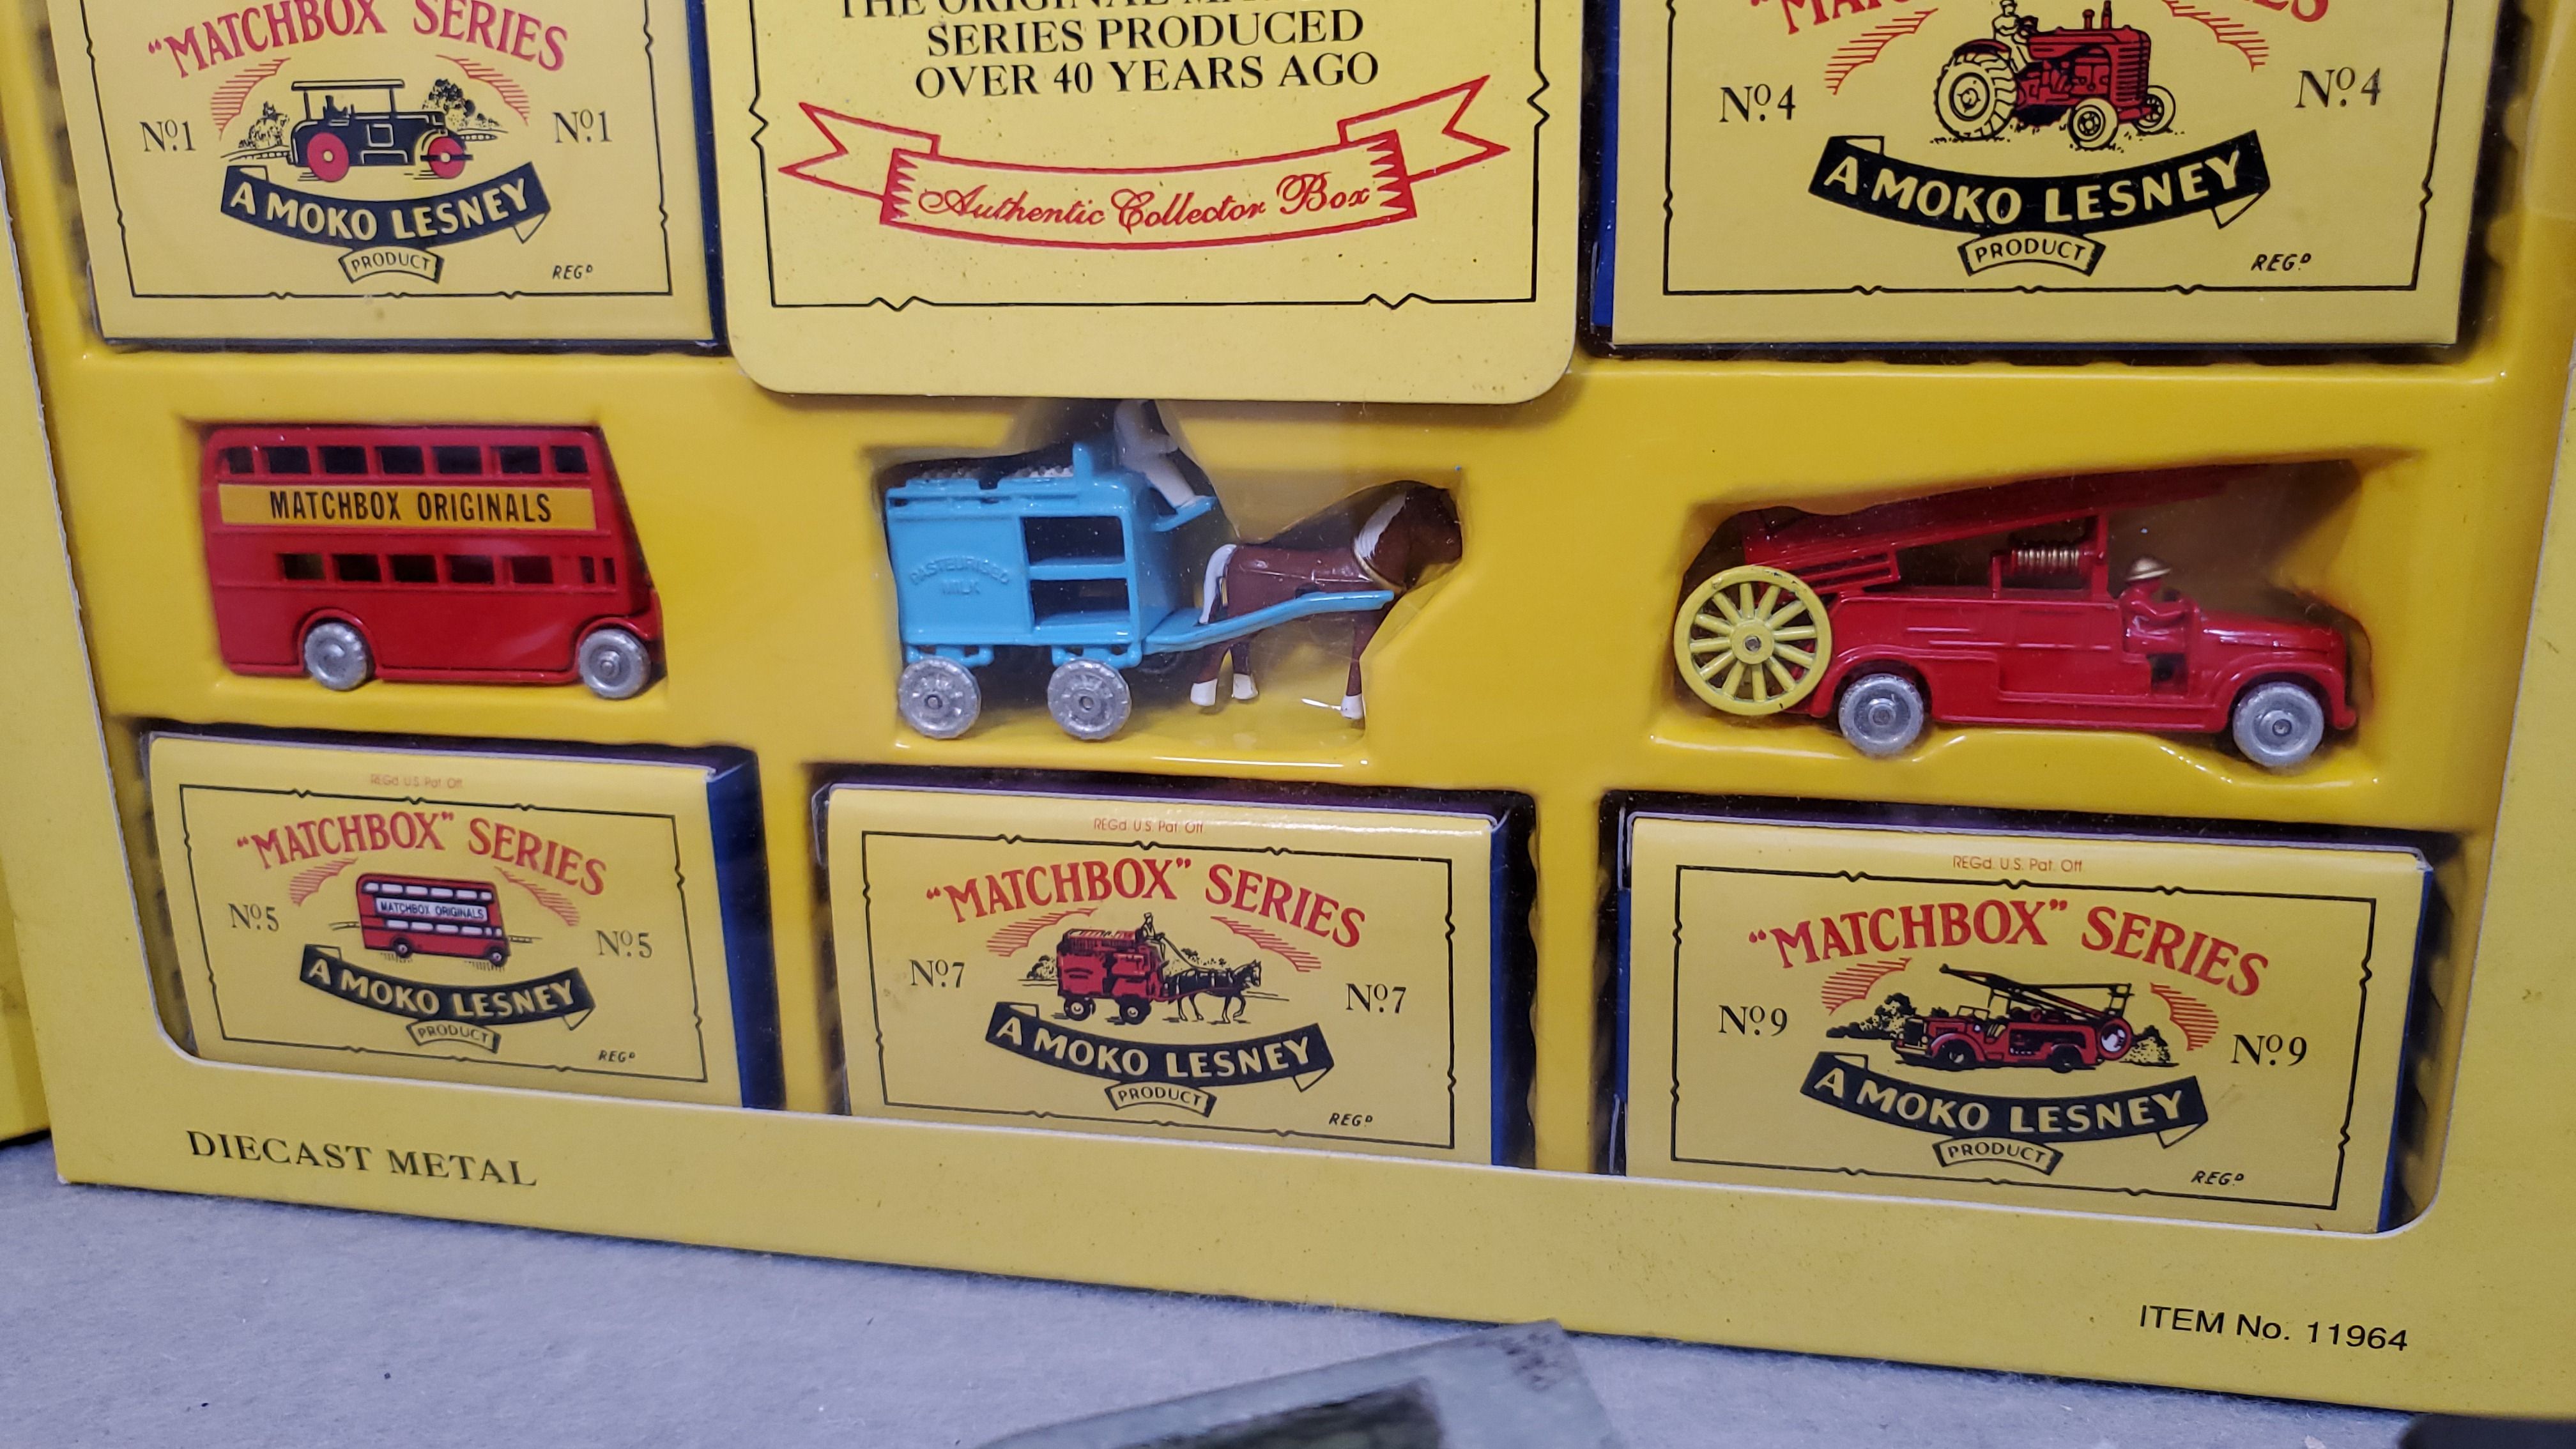 "MATCHBOX SERIES
Nº1
Nº1
A MOKO LESNEY
PRODUCT
REGD
THE ORIGINAL
SERIES PRODUCED
OVER 40 YEARS AGO
Authentic Collector Box
Nº4
Nº4
A MOKO LESNEY
PRODUCT
REGD
MATCHBOX ORIGINALS
PASTEURISED
MILK
REGd. U.S. Pat. Off.
"MATCHBOX" SERIES
MATCHBOX ORIGINALS
Nº5
Nº5
A MOKO LESNEY
PRODUCT
REGD
REGd. U.S. Pat. Off.
"MATCHBOX" SERIES
Nº7
Nº7
A MOKO LESNEY
PRODUCT
REGD
REGd. U.S. Pat. Off
"MATCHBOX" SERIES
Nº9
Nº9
A MOKO LESNEY
PRODUCT
REGD
DIECAST METAL
ITEM No. 11964